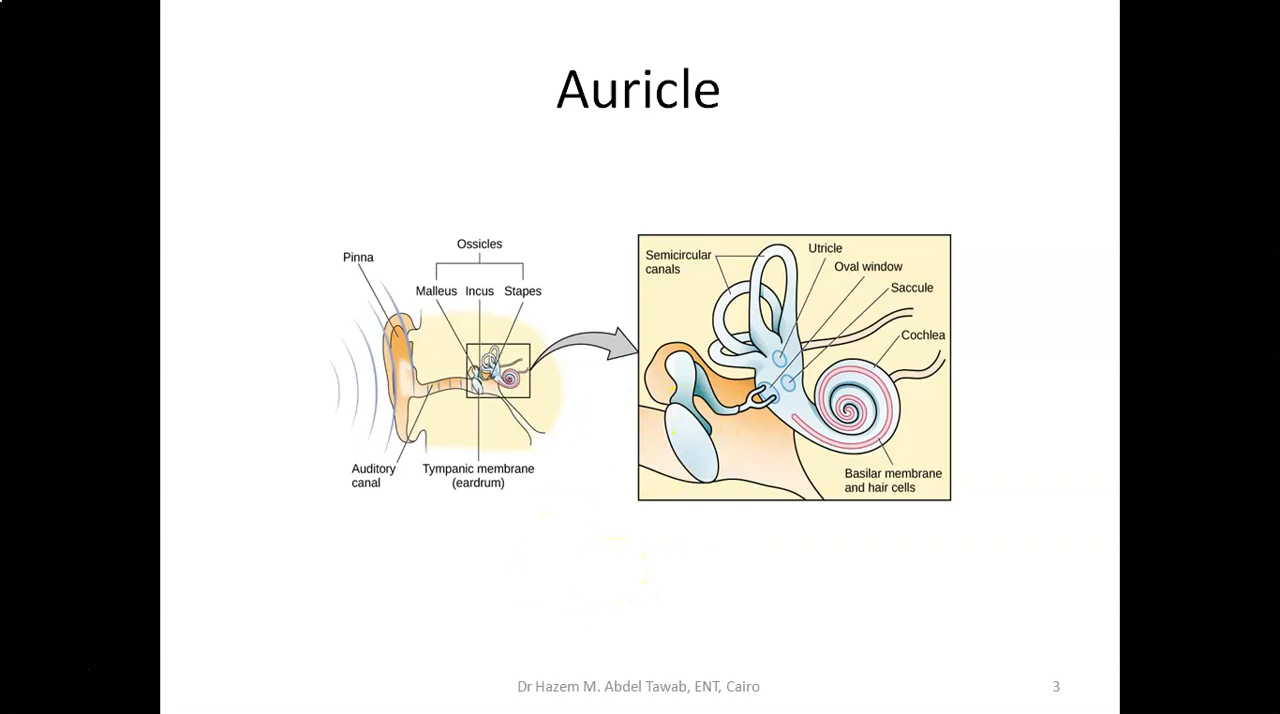 Auricle
Ossicles
Pinna
Malleus Incus Stapes
Auditory
canal
Tympanic membrane
(eardrum)
Semicircular
canals
Utricle
Oval window
Saccule
Cochlea
Basilar membrane
and hair cells
Dr Hazem M. Abdel Tawab, ENT, Cairo
3